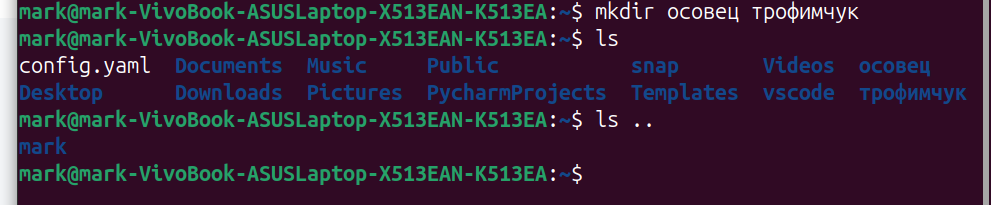 mark@mark-VivoBook-ASUSLaptop-X513EAN-K513EA:~$ mkdir осовец трофимчук
mark@mark-VivoBook-ASUSLaptop-X513EAN-K513EA:~$ ls
config.yaml  Documents  Music     Public           snap       Videos  осовец
Desktop      Downloads  Pictures  PycharmProjects  Templates  vscode  трофимчук
mark@mark-VivoBook-ASUSLaptop-X513EAN-K513EA:~$ ls ..
mark
mark@mark-VivoBook-ASUSLaptop-X513EAN-K513EA:~$